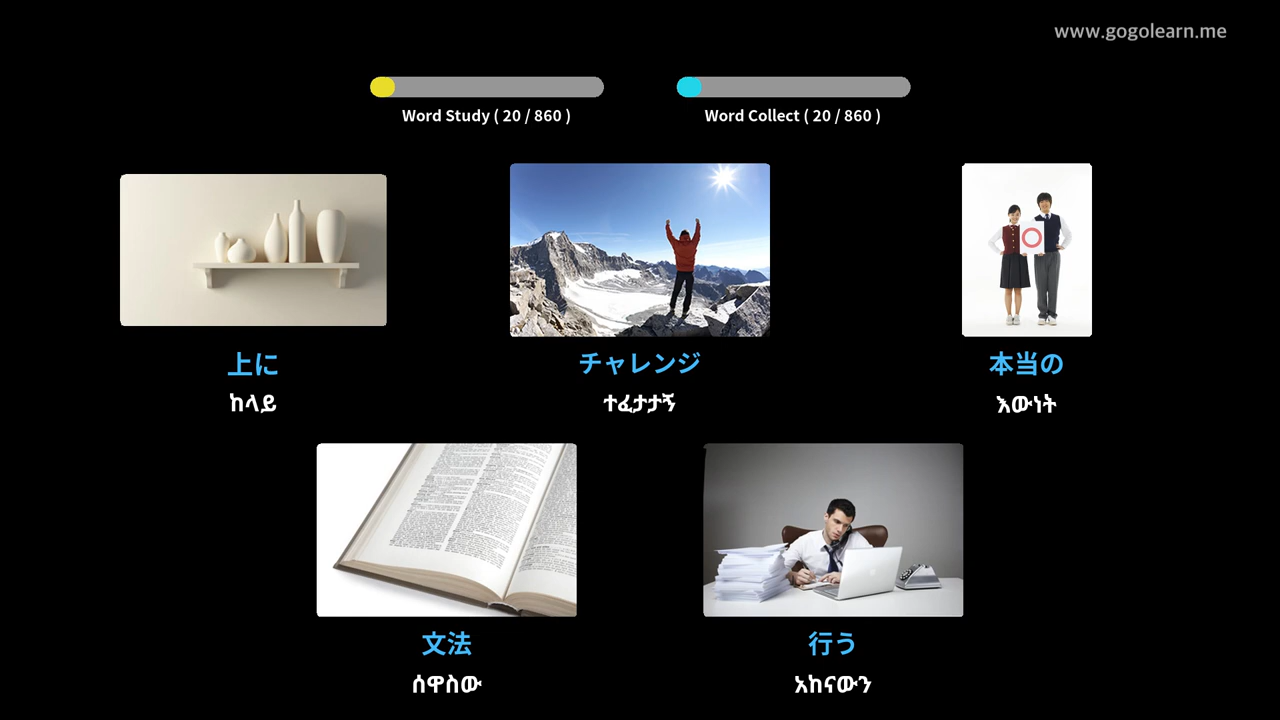 www.gogolearn.me
Word Study ( 20 / 860 )
Word Collect ( 20 / 860 )
上に
ከላይ
チャレンジ
ተፈታታኝ
本当の
እውነት
文法
ሰዋስው
行う
አከናውን